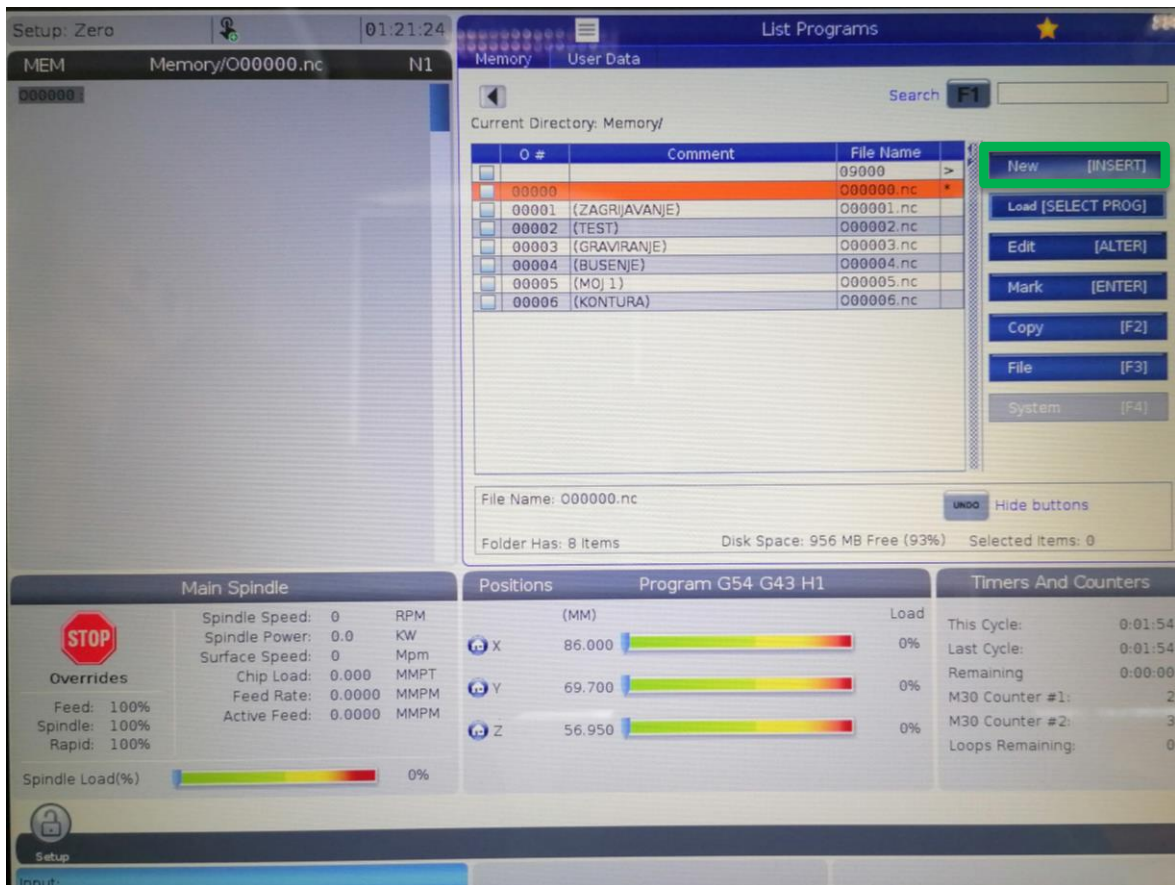 Setup: Zero 01:21:24
MEM Memory/O00000.nc N1
O00000 ;
List Programs
Memory User Data
Search F1
Current Directory: Memory/
O # Comment File Name
09000 >
00000 O00000.nc *
00001 (ZAGRIJAVANJE) O00001.nc
00002 (TEST) O00002.nc
00003 (GRAVIRANJE) O00003.nc
00004 (BUSENJE) O00004.nc
00005 (MOJ 1) O00005.nc
00006 (KONTURA) O00006.nc
New [INSERT]
Load [SELECT PROG]
Edit [ALTER]
Mark [ENTER]
Copy [F2]
File [F3]
System [F4]
File Name: O00000.nc
UNDO Hide buttons
Folder Has: 8 Items Disk Space: 956 MB Free (93%) Selected Items: 0
Main Spindle
STOP
Overrides
Feed: 100%
Spindle: 100%
Rapid: 100%
Spindle Speed: 0 RPM
Spindle Power: 0.0 KW
Surface Speed: 0 Mpm
Chip Load: 0.000 MMPT
Feed Rate: 0.0000 MMPM
Active Feed: 0.0000 MMPM
Spindle Load(%) 0%
Positions Program G54 G43 H1
(MM) Load
X 86.000 0%
Y 69.700 0%
Z 56.950 0%
Timers And Counters
This Cycle: 0:01:54
Last Cycle: 0:01:54
Remaining 0:00:00
M30 Counter #1: 2
M30 Counter #2: 3
Loops Remaining: 0
Setup
Input: